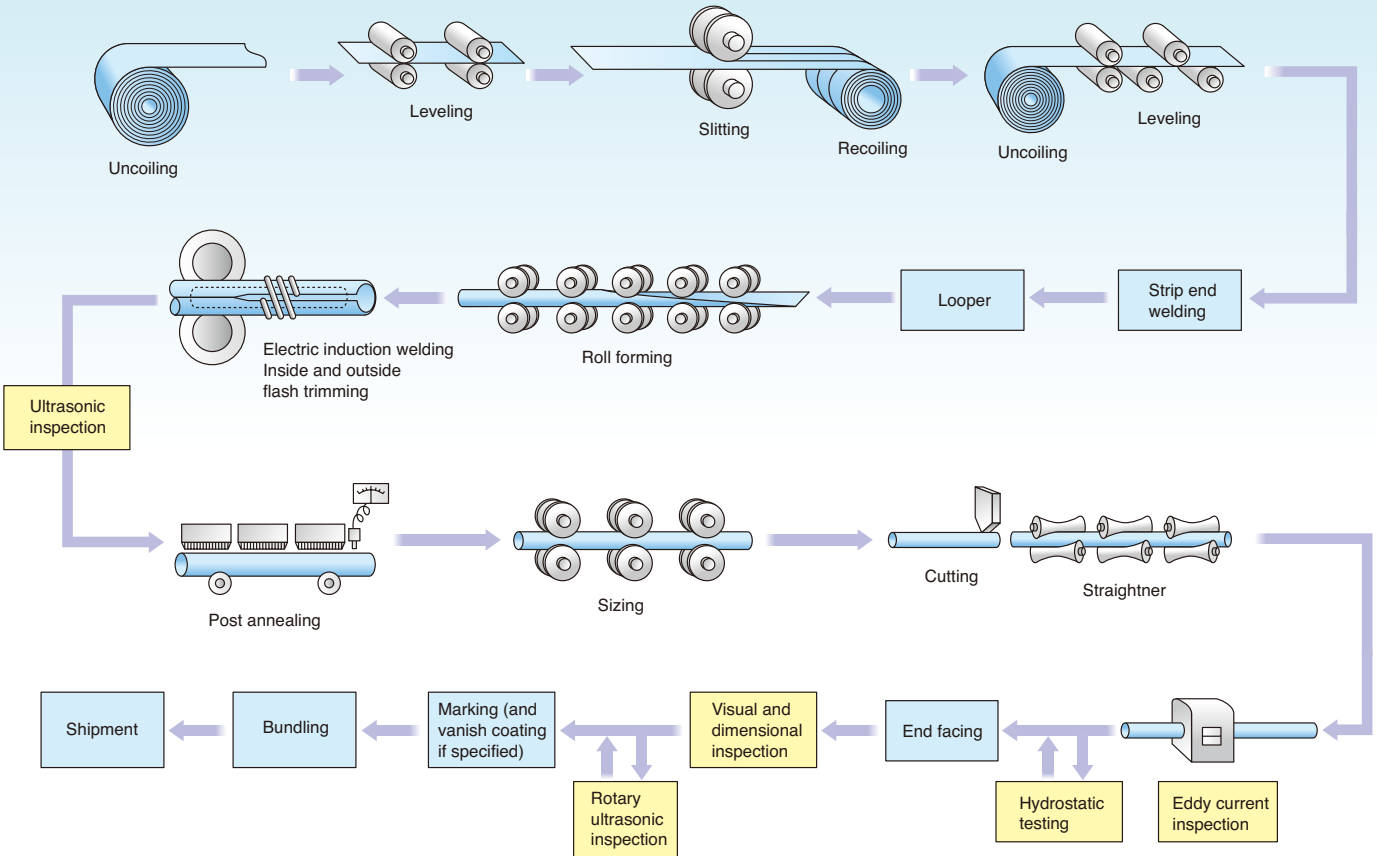 Uncoiling
Leveling
Slitting
Recoiling
Uncoiling
Leveling
Strip end
welding
Looper
Roll forming
Electric induction welding
Inside and outside
flash trimming
Ultrasonic
inspection
Post annealing
Sizing
Cutting
Straightner
Eddy current
inspection
Hydrostatic
testing
End facing
Visual and
dimensional
inspection
Rotary
ultrasonic
inspection
Marking (and
vanish coating
if specified)
Bundling
Shipment